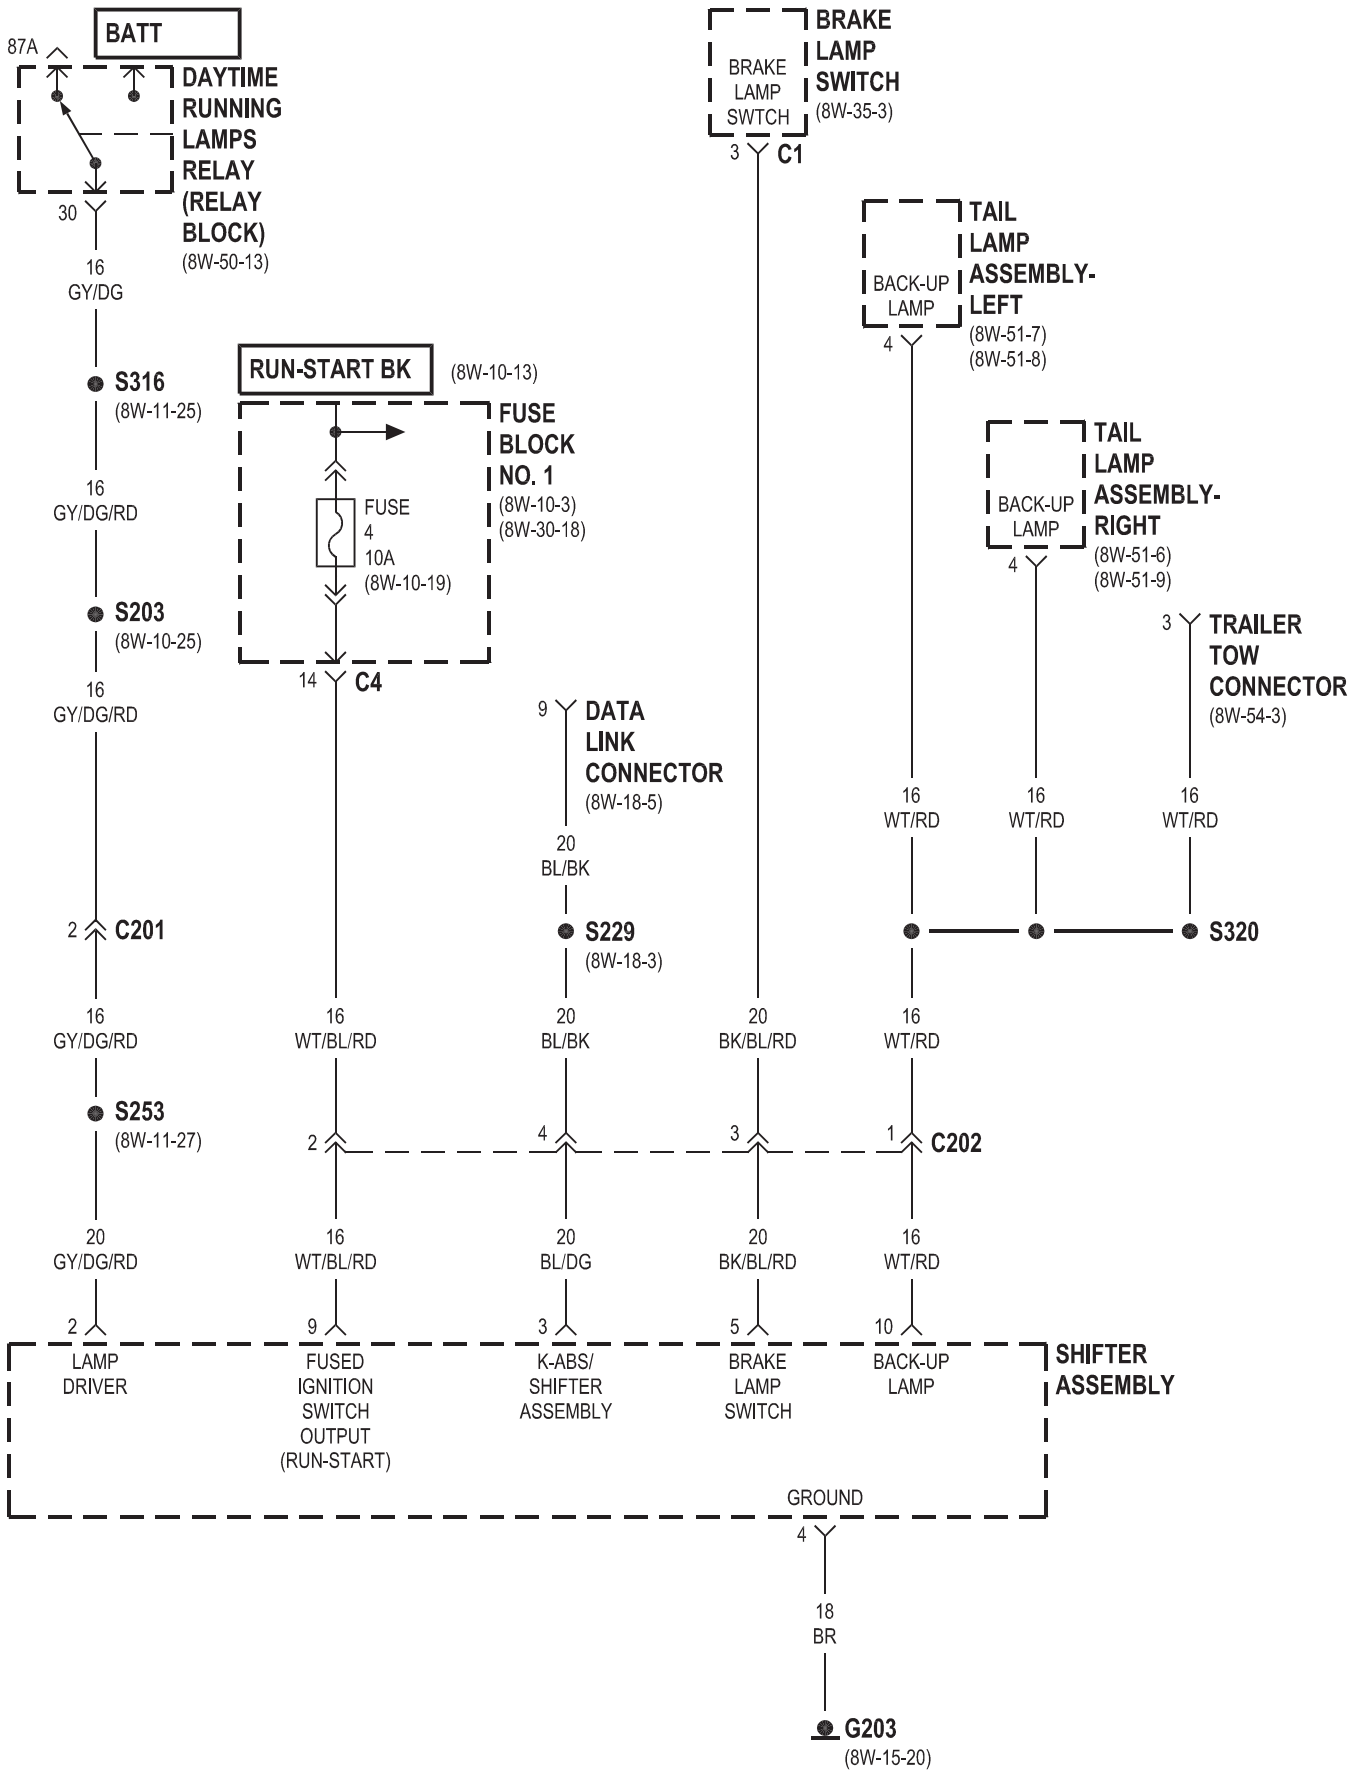 BATT
87A
DAYTIME
RUNNING
LAMPS
RELAY
(RELAY
BLOCK)
(8W-50-13)
30
16
GY/DG
S316
(8W-11-25)
16
GY/DG/RD
S203
(8W-10-25)
16
GY/DG/RD
2
C201
16
GY/DG/RD
S253
(8W-11-27)
20
GY/DG/RD
2
LAMP
DRIVER
RUN-START BK
(8W-10-13)
FUSE
BLOCK
NO. 1
(8W-10-3)
(8W-30-18)
FUSE
4
10A
(8W-10-19)
14
C4
16
WT/BL/RD
2
16
WT/BL/RD
9
FUSED
IGNITION
SWITCH
OUTPUT
(RUN-START)
9
DATA
LINK
CONNECTOR
(8W-18-5)
20
BL/BK
S229
(8W-18-3)
20
BL/BK
4
20
BL/DG
3
K-ABS/
SHIFTER
ASSEMBLY
BRAKE
LAMP
SWITCH
(8W-35-3)
BRAKE
LAMP
SWTCH
3
C1
20
BK/BL/RD
3
20
BK/BL/RD
5
BRAKE
LAMP
SWITCH
TAIL
LAMP
ASSEMBLY-
LEFT
(8W-51-7)
(8W-51-8)
BACK-UP
LAMP
4
16
WT/RD
TAIL
LAMP
ASSEMBLY-
RIGHT
(8W-51-6)
(8W-51-9)
BACK-UP
LAMP
4
16
WT/RD
3
TRAILER
TOW
CONNECTOR
(8W-54-3)
16
WT/RD
S320
16
WT/RD
1
C202
16
WT/RD
10
BACK-UP
LAMP
SHIFTER
ASSEMBLY
GROUND
4
18
BR
G203
(8W-15-20)